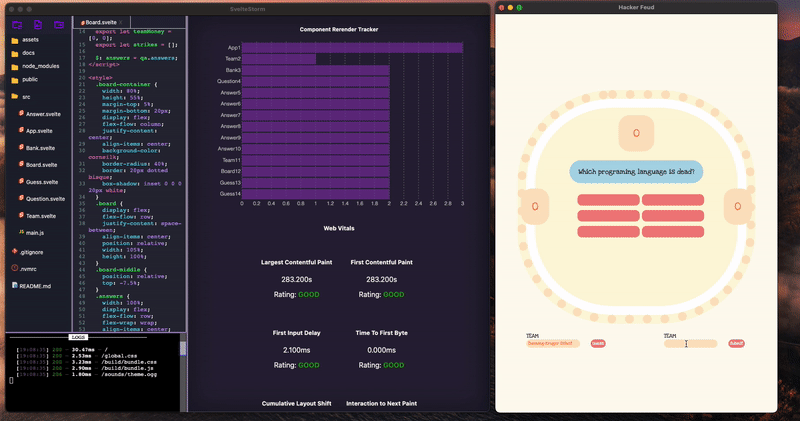 SvelteStorm
assets
docs
node_modules
public
src
Answer.svelte
App.svelte
Bank.svelte
Board.svelte
Guess.svelte
Question.svelte
Team.svelte
main.js
.gitignore
.nvmrc
README.md
Board.svelte
14 export let teamMoney =
[0, 0];
15 export let strikes = [];
16
17 $: answers = qa.answers;
18 </script>
19
20 <style>
21 .board-container {
22 width: 80%;
23 height: 55%;
24 margin-top: 5%;
25 margin-bottom: 20px;
26 display: flex;
27 flex-flow: column;
28 justify-content:
center;
29 align-items: center;
30 background-color:
cornsilk;
31 border-radius: 40%;
32 border: 20px dotted
bisque;
33 box-shadow: inset 0 0 0
20px white;
34 }
35 .board {
36 display: flex;
37 flex-flow: row;
38 justify-content: space-
between;
39 align-items: center;
40 position: relative;
41 width: 105%;
42 height: 100%;
43 }
44 .board-middle {
45 position: relative;
46 top: -7.5%;
47 }
48 .answers {
49 width: 100%;
50 display: flex;
51 flex-flow: row;
52 flex-wrap: wrap;
53 align-items: center;
LOGS
[19:08:35] 200 — 30.47ms — /
[19:08:35] 200 — 2.53ms — /global.css
[19:08:35] 200 — 3.23ms — /build/bundle.css
[19:08:35] 200 — 2.90ms — /build/bundle.js
[19:08:35] 206 — 1.80ms — /sounds/theme.ogg
Component Rerender Tracker
App1
Team2
Bank3
Question4
Answer5
Answer6
Answer7
Answer8
Answer9
Answer10
Team11
Board12
Guess13
Guess14
0 0.2 0.4 0.6 0.8 1.0 1.2 1.4 1.6 1.8 2.0 2.2 2.4 2.6 2.8 3
Web Vitals
Largest Contentful Paint
283.200s
Rating: GOOD
First Contentful Paint
283.200s
Rating: GOOD
First Input Delay
2.100ms
Rating: GOOD
Time To First Byte
0.000ms
Rating: GOOD
Cumulative Layout Shift
Interaction to Next Paint
Hacker Feud
0
Which programing language is dead?
0
0
TEAM
TEAM
Submit